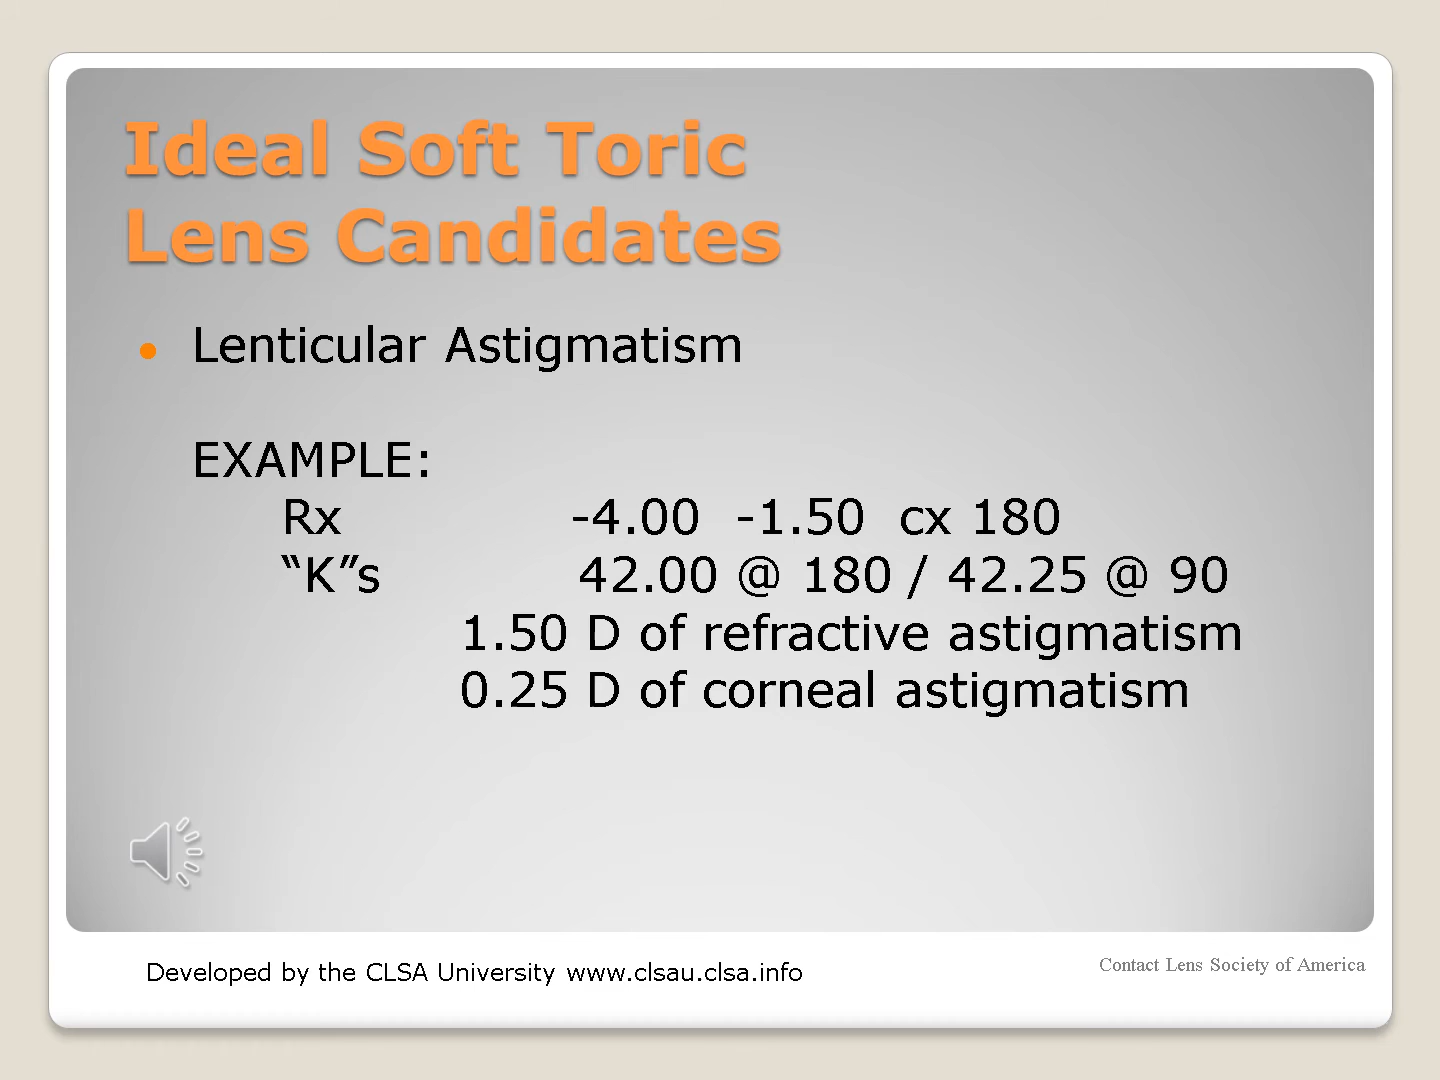 Ideal Soft Toric
Lens Candidates
• Lenticular Astigmatism
EXAMPLE:
Rx -4.00 -1.50 cx 180
“K”s 42.00 @ 180 / 42.25 @ 90
1.50 D of refractive astigmatism
0.25 D of corneal astigmatism
Developed by the CLSA University www.clsau.clsa.info
Contact Lens Society of America